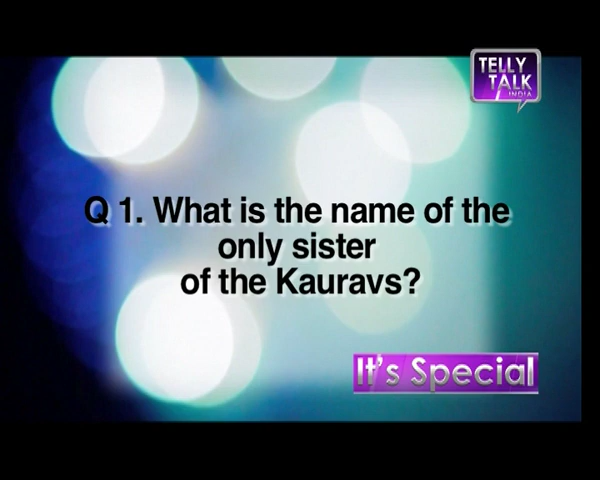 TELLY
TALK
INDIA
Q 1. What is the name of the
only sister
of the Kauravs?
It's Special